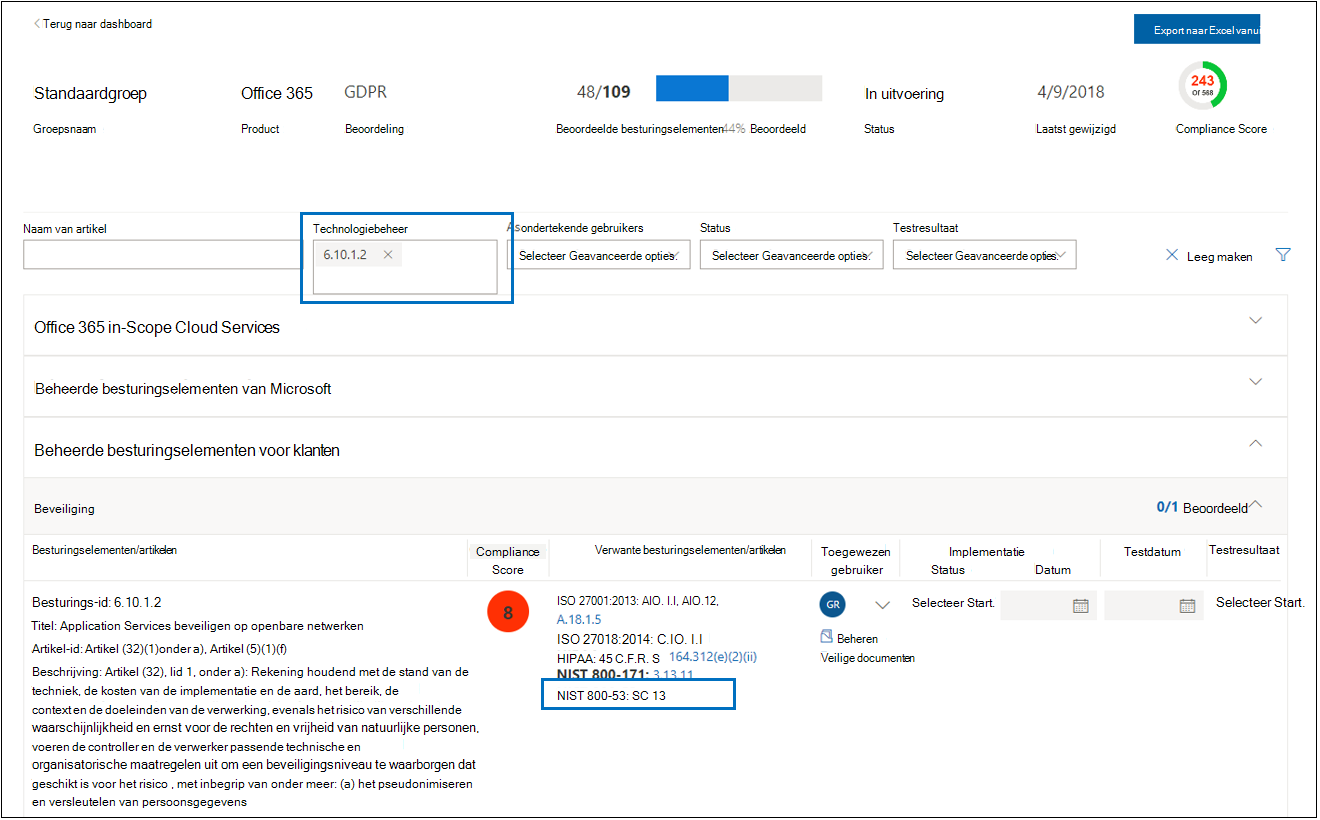 Terug naar dashboard
Export naar Excel vanui
Standaardgroep
Office 365
GDPR
48/109
In uitvoering
4/9/2018
243
Of 568
Groepsnaam
Product
Beoordeling
Beoordeelde besturingselementen
44% Beoordeeld
Status
Laatst gewijzigd
Compliance Score
Naam van artikel
Technologiebeheer
6.10.1.2
Asondertekende gebruikers
Selecteer Geavanceerde opties.
Status
Selecteer Geavanceerde opties.
Testresultaat
Selecteer Geavanceerde opties.
Leeg maken
Office 365 in-Scope Cloud Services
Beheerde besturingselementen van Microsoft
Beheerde besturingselementen voor klanten
Beveiliging
0/1 Beoordeeld
Besturingselementen/artikelen
Compliance
Score
Verwante besturingselementen/artikelen
Toegewezen
gebruiker
Implementatie
Status
Datum
Testdatum
Testresultaat
Besturings-id: 6.10.1.2
Titel: Application Services beveiligen op openbare netwerken
Artikel-id: Artikel (32)(1)onder a), Artikel (5)(1)(f)
Beschrijving: Artikel (32), lid 1, onder a): Rekening houdend met de stand van de
techniek, de kosten van de implementatie en de aard, het bereik, de
context en de doeleinden van de verwerking, evenals het risico van verschillende
waarschijnlijkheid en ernst voor de rechten en vrijheid van natuurlijke personen,
voeren de controller en de verwerker passende technische en
organisatorische maatregelen uit om een beveiligingsniveau te waarborgen dat
geschikt is voor het risico , met inbegrip van onder meer: (a) het pseudonimiseren
en versleutelen van persoonsgegevens
8
ISO 27001:2013: AIO. I.I, AIO.12,
A.18.1.5
ISO 27018:2014: C.IO. I.I
HIPAA: 45 C.F.R. S 164.312(e)(2)(ii)
NIST 800-171: 3.13.11
NIST 800-53: SC 13
GR
Beheren
Veilige documenten
Selecteer Start.
Selecteer Start.